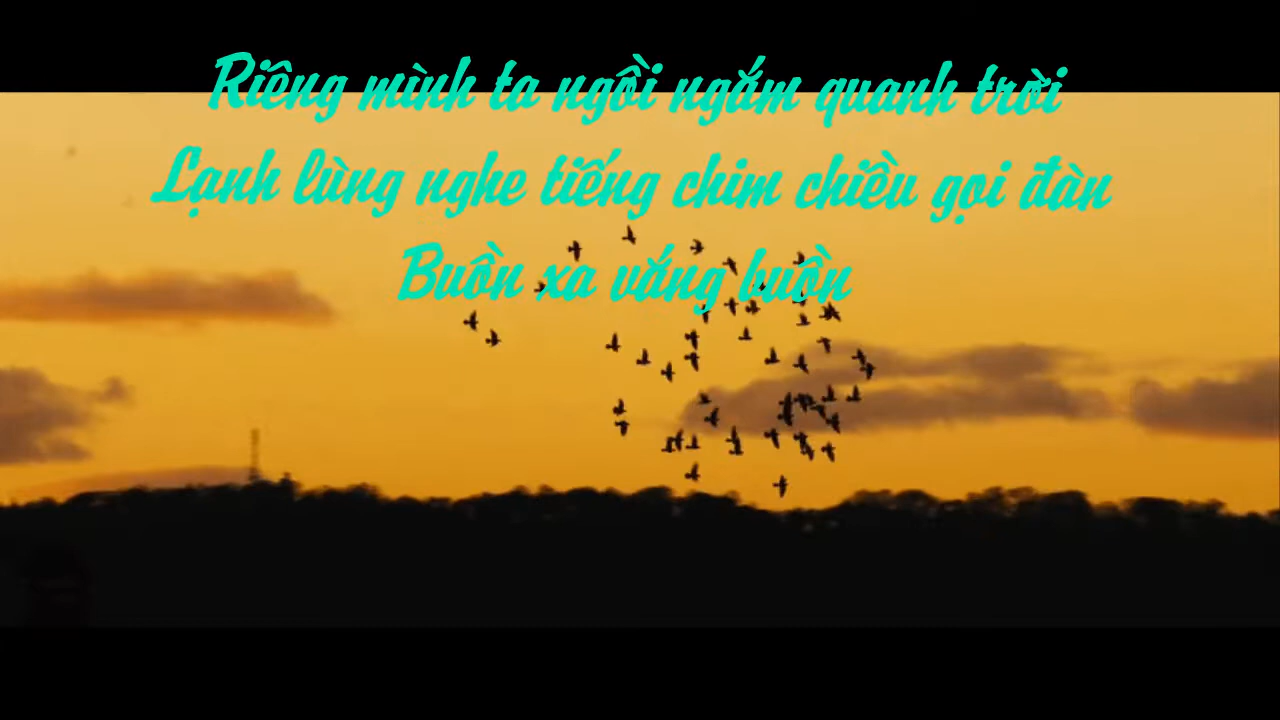 Riêng mình ta ngồi ngắm quanh trời
Lạnh lùng nghe tiếng chim chiều gọi đàn
Buồn xa vắng buồn